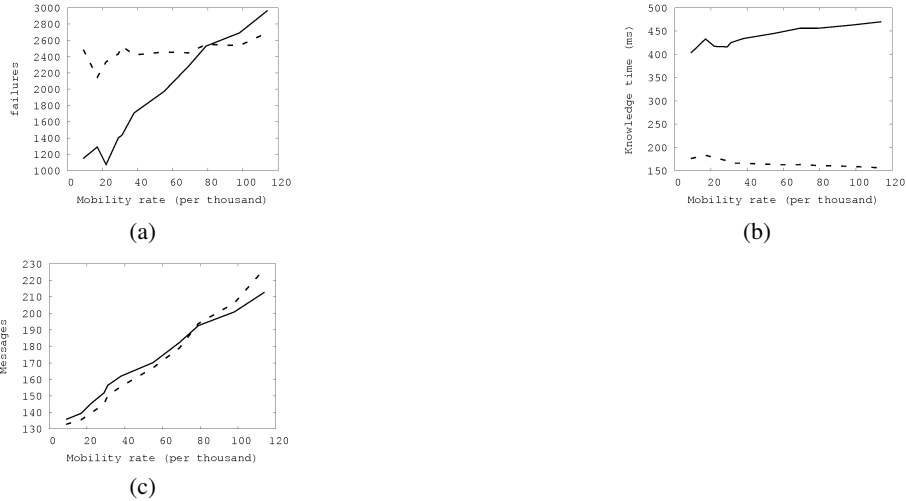 3000
2800
2600
2400
2200
2000
1800
1600
1400
1200
1000
failures
0 20 40 60 80 100 120
Mobility rate (per thousand)
(a)
500
450
400
350
300
250
200
150
Knowledge time (ms)
0 20 40 60 80 100 120
Mobility rate (per thousand)
(b)
230
220
210
200
190
180
170
160
150
140
130
Messages
0 20 40 60 80 100 120
Mobility rate (per thousand)
(c)